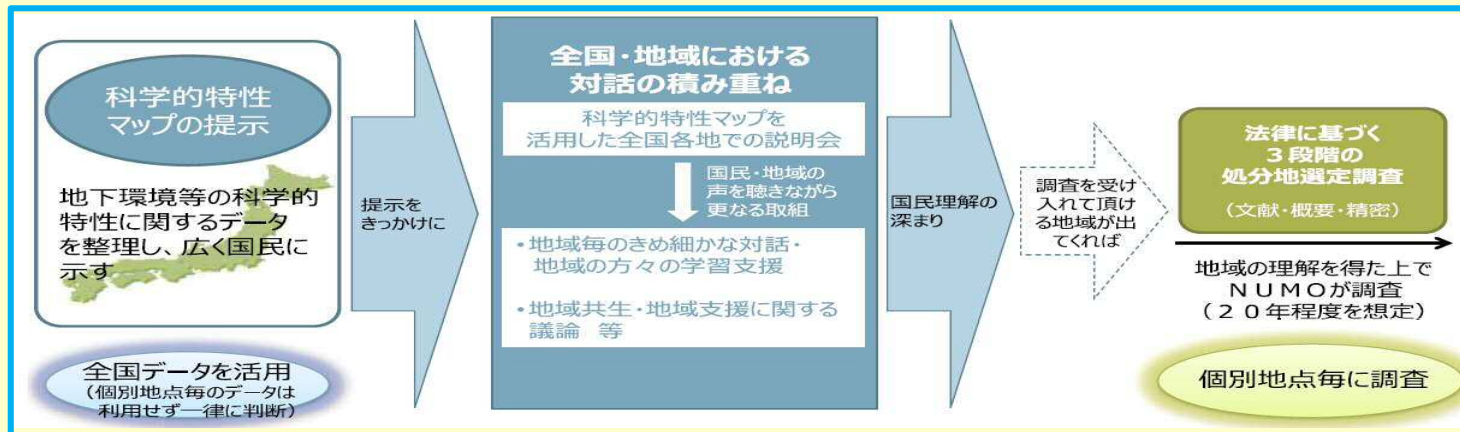 科学的特性
マップの提示
地下環境等の科学的
特性に関するデータ
を整理し、広く国民に
示す
全国データを活用
(個別地点毎のデータは
利用せず一律に判断)
提示を
きっかけに
全国・地域における
対話の積み重ね
科学的特性マップを
活用した全国各地での説明会
国民・地域の
声を聴きながら
更なる取組
•地域毎のきめ細かな対話・
地域の方々の学習支援
•地域共生・地域支援に関する
議論 等
国民理解の
深まり
調査を受け
入れて頂け
る地域が出
てくれば
法律に基づく
3段階の
処分地選定調査
(文献・概要・精密)
地域の理解を得た上で
NUMOが調査
(20年程度を想定)
個別地点毎に調査